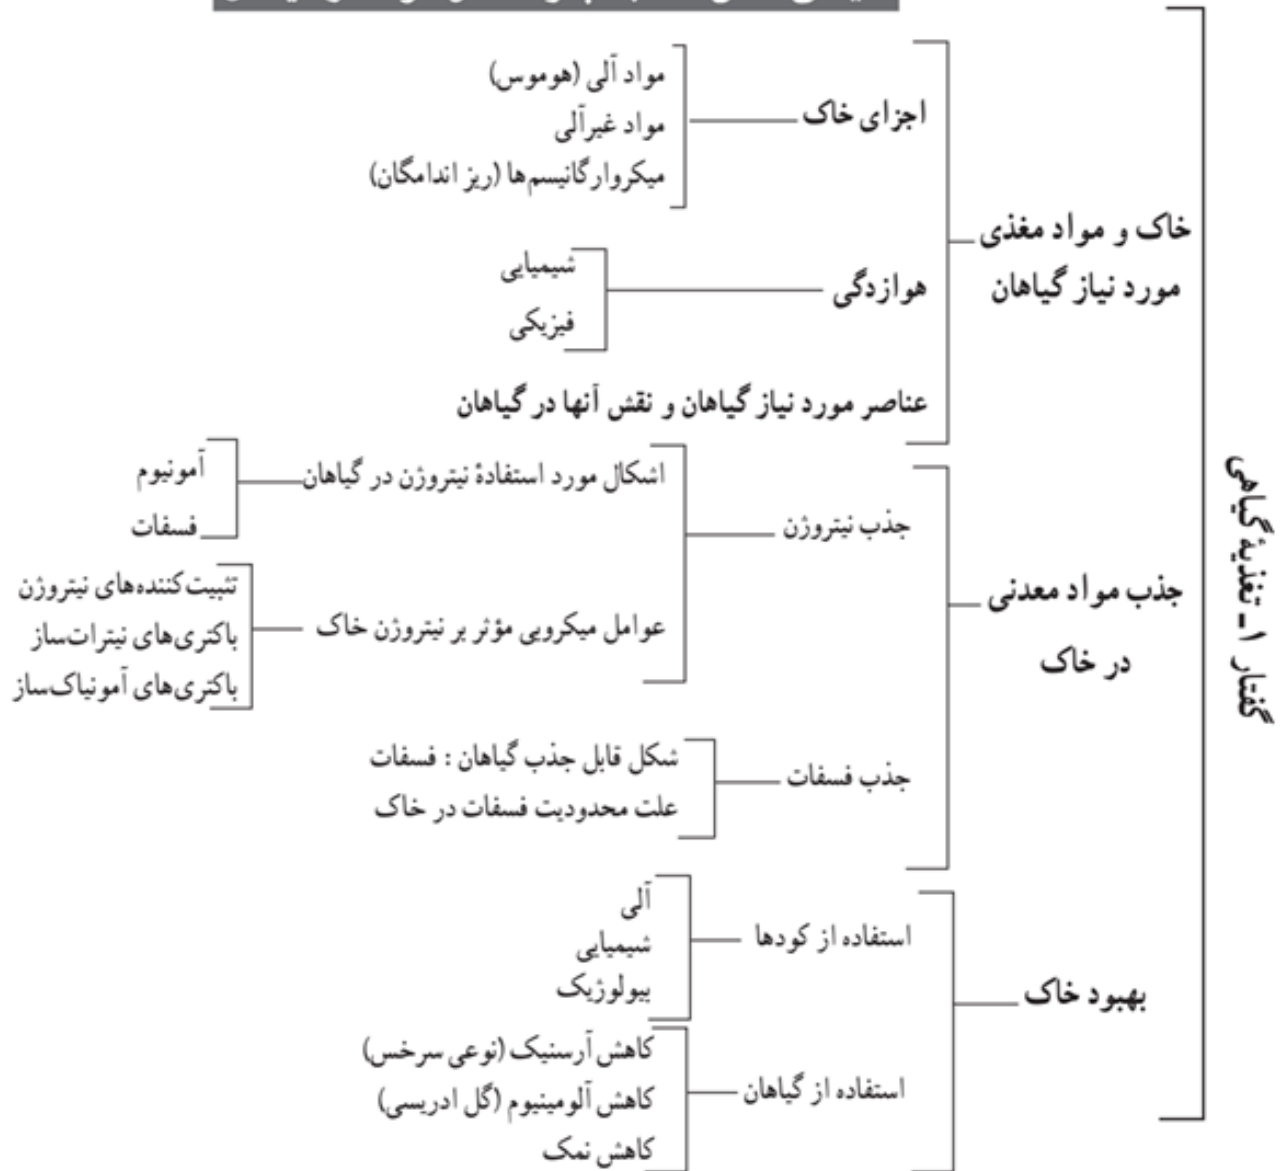 گفتار ۱ـ تغذیهٔ گیاهی
خاک و مواد مغذی
مورد نیاز گیاهان
اجزای خاک
مواد آلی (هوموس)
مواد غیرآلی
میکروارگانیسم‌ها (ریز اندامگان)
هوازدگی
شیمیایی
فیزیکی
عناصر مورد نیاز گیاهان و نقش آنها در گیاهان
جذب مواد معدنی
در خاک
جذب نیتروژن
اشکال مورد استفادهٔ نیتروژن در گیاهان
آمونیوم
فسفات
عوامل میکروبی مؤثر بر نیتروژن خاک
تثبیت‌کننده‌های نیتروژن
باکتری‌های نیترات‌ساز
باکتری‌های آمونیاک‌ساز
جذب فسفات
شکل قابل جذب گیاهان : فسفات
علت محدودیت فسفات در خاک
بهبود خاک
استفاده از کودها
آلی
شیمیایی
بیولوژیک
استفاده از گیاهان
کاهش آرسنیک (نوعی سرخس)
کاهش آلومینیوم (گل ادریسی)
کاهش نمک